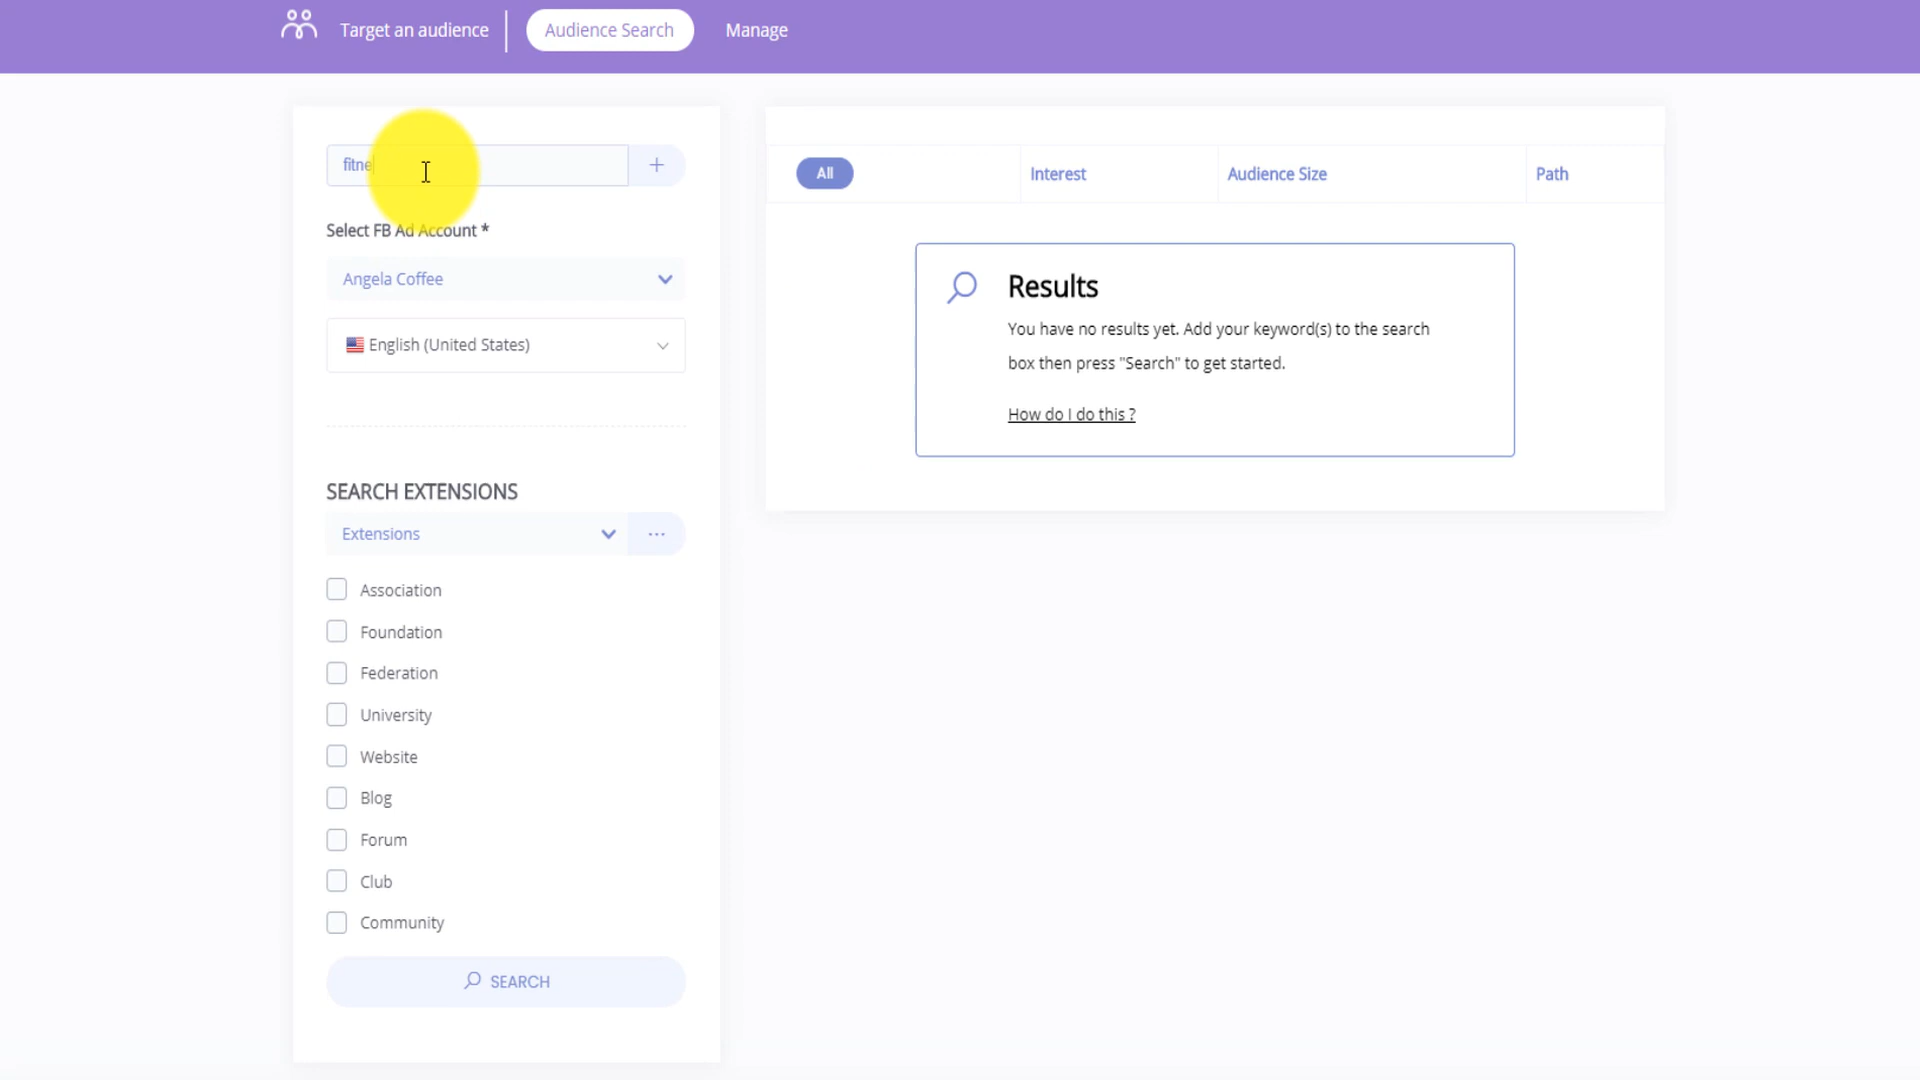 Target an audience
Audience Search
Manage
fitne
Select FB Ad Account *
Angela Coffee
English (United States)
SEARCH EXTENSIONS
Extensions
Association
Foundation
Federation
University
Website
Blog
Forum
Club
Community
SEARCH
All
Interest
Audience Size
Path
Results
You have no results yet. Add your keyword(s) to the search
box then press "Search" to get started.
How do I do this ?